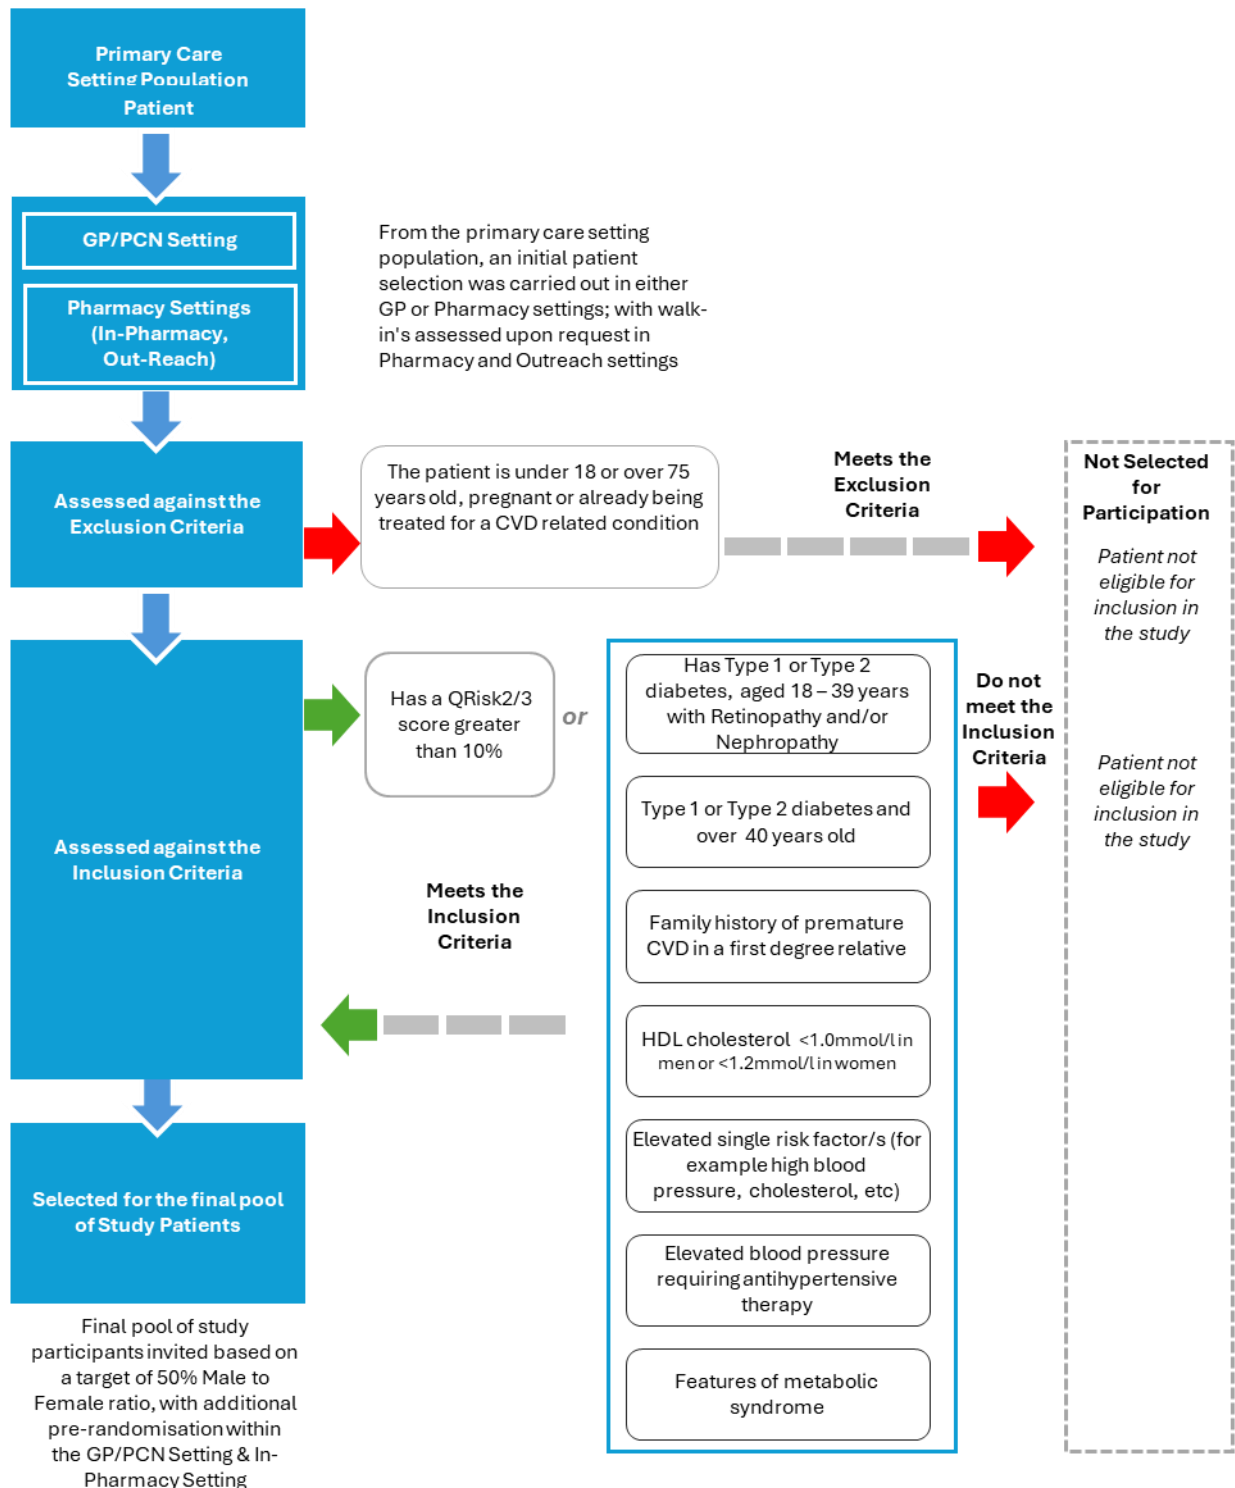 Primary Care
Setting Population
Patient
GP/PCN Setting
Pharmacy Settings
(In-Pharmacy,
Out-Reach)
From the primary care setting
population, an initial patient
selection was carried out in either
GP or Pharmacy settings; with walk-
in's assessed upon request in
Pharmacy and Outreach settings
Assessed against the
Exclusion Criteria
The patient is under 18 or over 75
years old, pregnant or already being
treated for a CVD related condition
Meets the
Exclusion
Criteria
Not Selected
for
Participation
Patient not
eligible for
inclusion in
the study
Assessed against the
Inclusion Criteria
Has a QRisk2/3
score greater
than 10%
or
Has Type 1 or Type 2
diabetes, aged 18 – 39 years
with Retinopathy and/or
Nephropathy
Type 1 or Type 2 diabetes and
over 40 years old
Family history of premature
CVD in a first degree relative
HDL cholesterol <1.0mmol/l in
men or <1.2mmol/l in women
Elevated single risk factor/s (for
example high blood
pressure, cholesterol, etc)
Elevated blood pressure
requiring antihypertensive
therapy
Features of metabolic
syndrome
Do not
meet the
Inclusion
Criteria
Patient not
eligible for
inclusion in
the study
Meets the
Inclusion
Criteria
Selected for the final pool
of Study Patients
Final pool of study
participants invited based on
a target of 50% Male to
Female ratio, with additional
pre-randomisation within
the GP/PCN Setting & In-
Pharmacy Setting